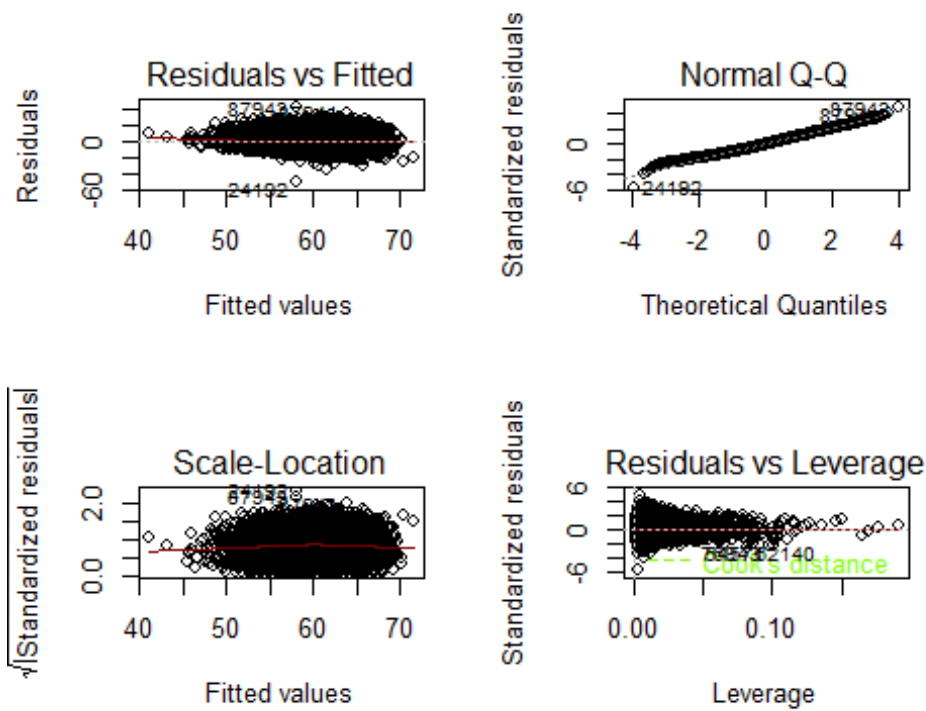 Residuals vs Fitted
Residuals
0
-60
87943
24192
40 50 60 70
Fitted values
Normal Q-Q
Standardized residuals
0
-6
87943
24192
-4 -2 0 2 4
Theoretical Quantiles
Scale-Location
√|Standardized residuals|
2.0
0.0
40 50 60 70
Fitted values
Residuals vs Leverage
Standardized residuals
6
0
-6
62140
Cook's distance
0.00 0.10
Leverage